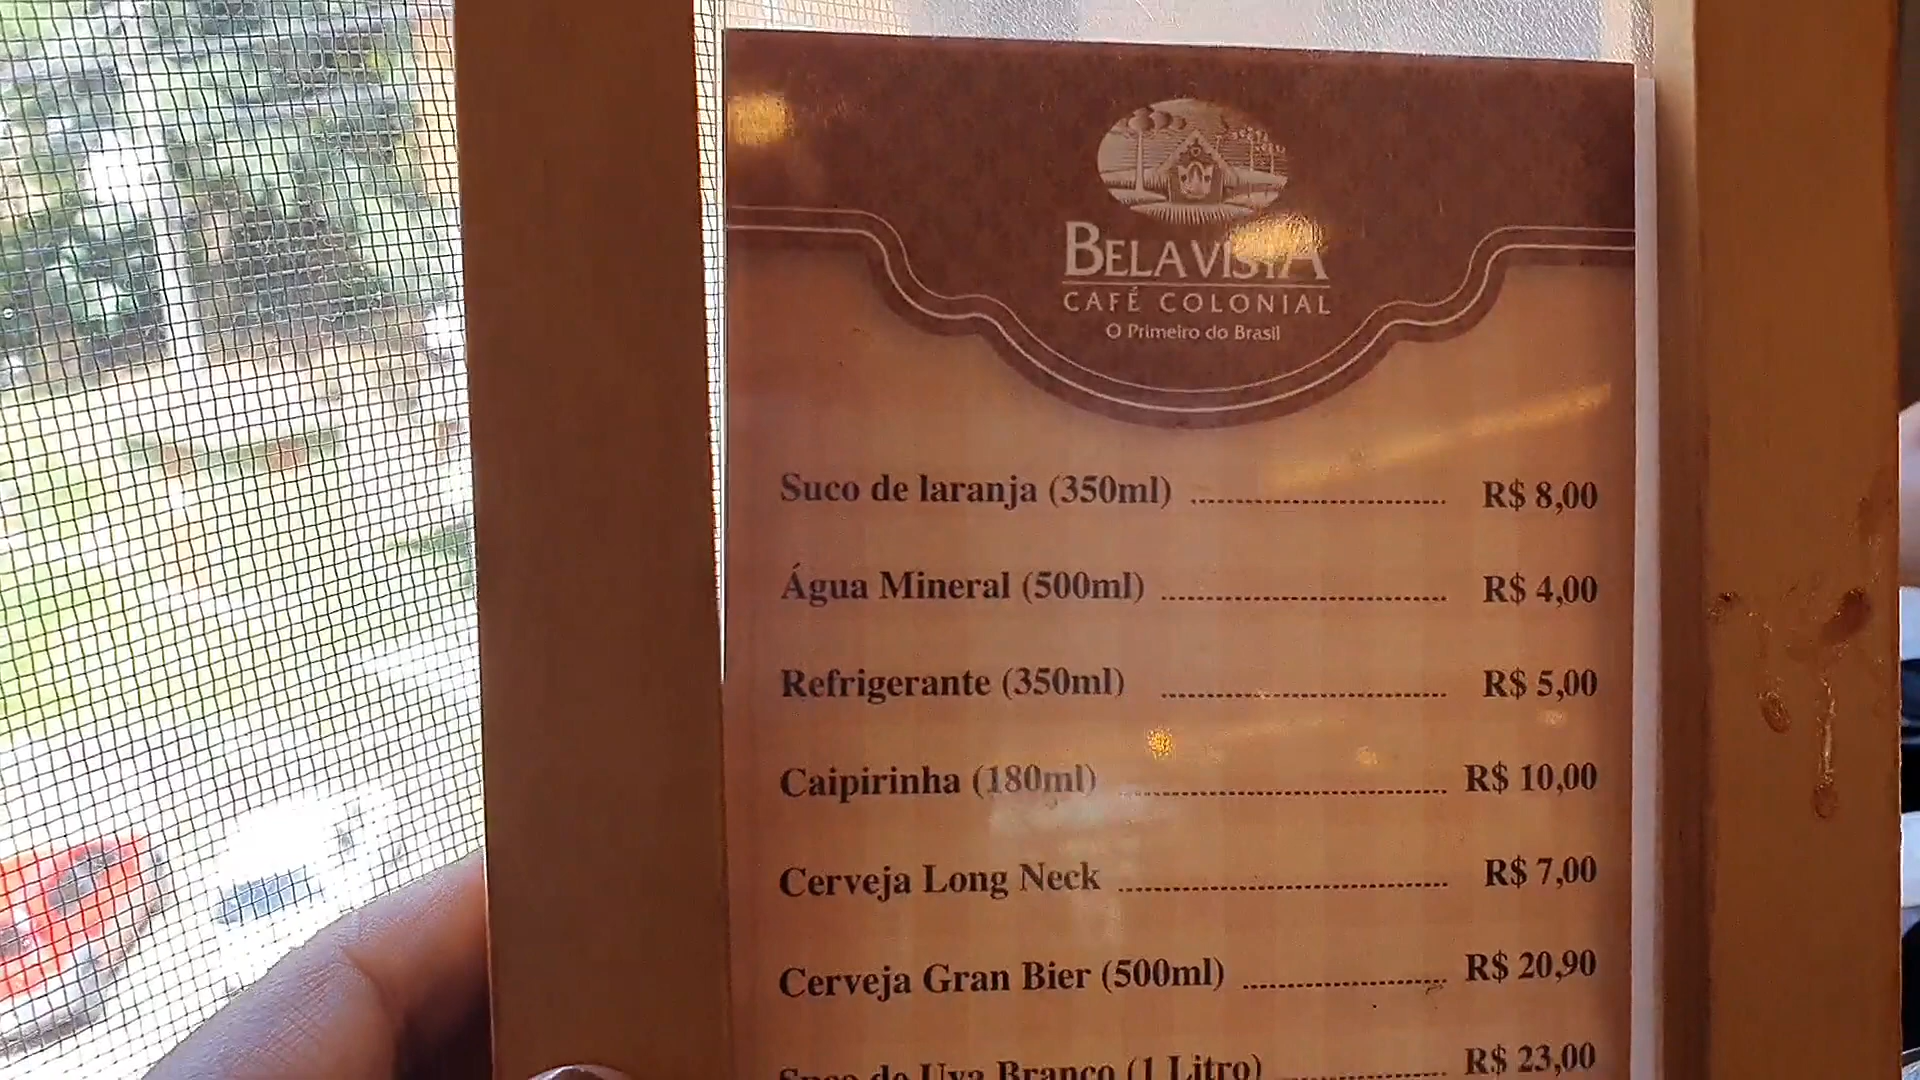 BELA VISTA
CAFÉ COLONIAL
O Primeiro do Brasil
Suco de laranja (350ml) R$ 8,00
Água Mineral (500ml) R$ 4,00
Refrigerante (350ml) R$ 5,00
Caipirinha (180ml) R$ 10,00
Cerveja Long Neck R$ 7,00
Cerveja Gran Bier (500ml) R$ 20,90
Suco de Uva Branco (1 Litro) R$ 23,00